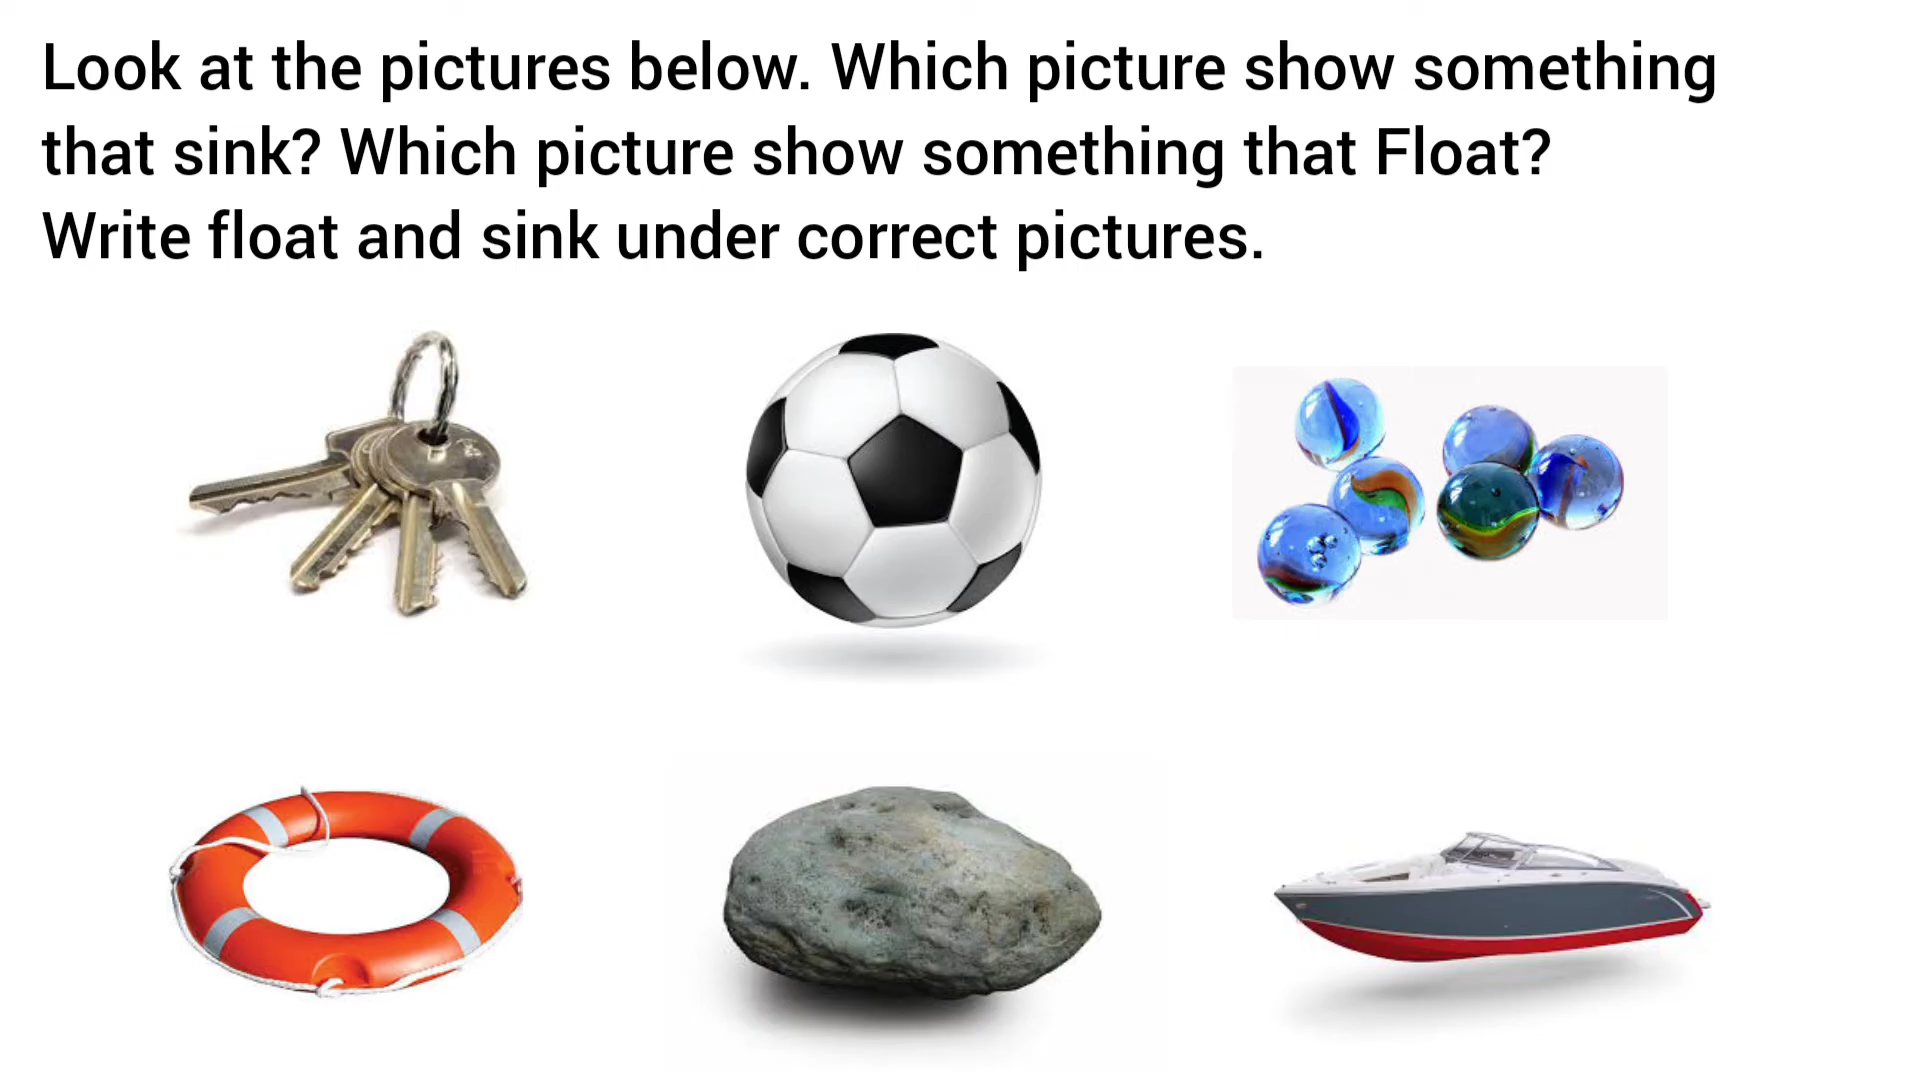 Look at the pictures below. Which picture show something
that sink? Which picture show something that Float?
Write float and sink under correct pictures.